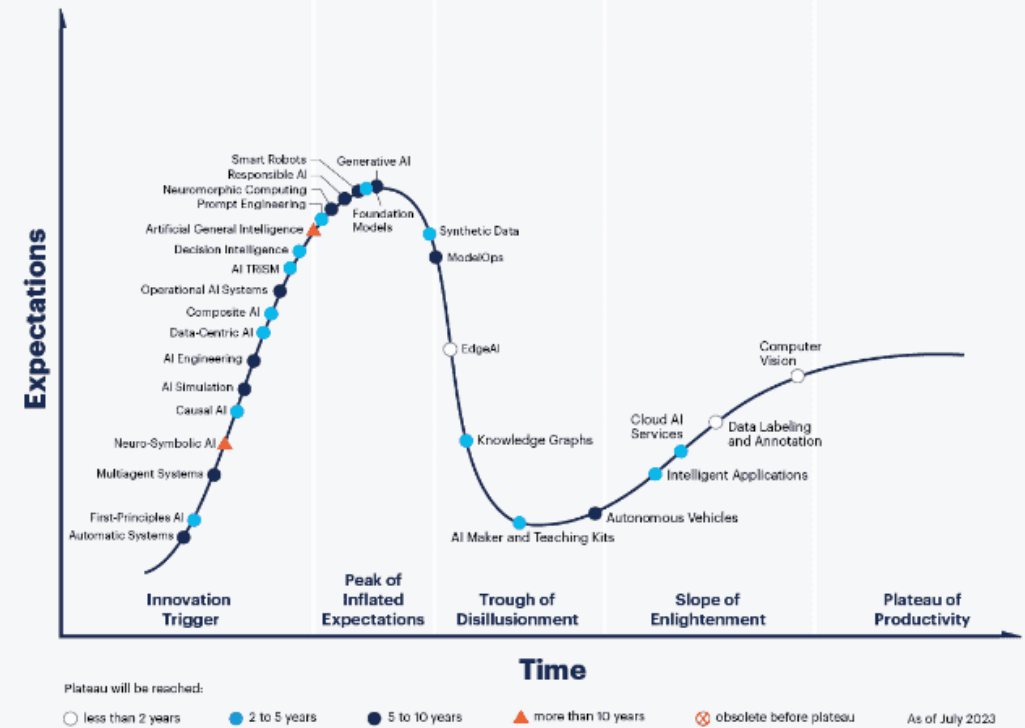 Expectations
Smart Robots
Responsible AI
Neuromorphic Computing
Prompt Engineering
Artificial General Intelligence
Decision Intelligence
AI TRiSM
Operational AI Systems
Composite AI
Data-Centric AI
AI Engineering
AI Simulation
Causal AI
Neuro-Symbolic AI
Multiagent Systems
First-Principles AI
Automatic Systems
Generative AI
Foundation
Models
Synthetic Data
ModelOps
EdgeAI
Knowledge Graphs
AI Maker and Teaching Kits
Autonomous Vehicles
Intelligent Applications
Cloud AI
Services
Data Labeling
and Annotation
Computer
Vision
Innovation
Trigger
Peak of
Inflated
Expectations
Trough of
Disillusionment
Slope of
Enlightenment
Plateau of
Productivity
Time
Plateau will be reached:
less than 2 years
2 to 5 years
5 to 10 years
more than 10 years
obsolete before plateau
As of July 2023